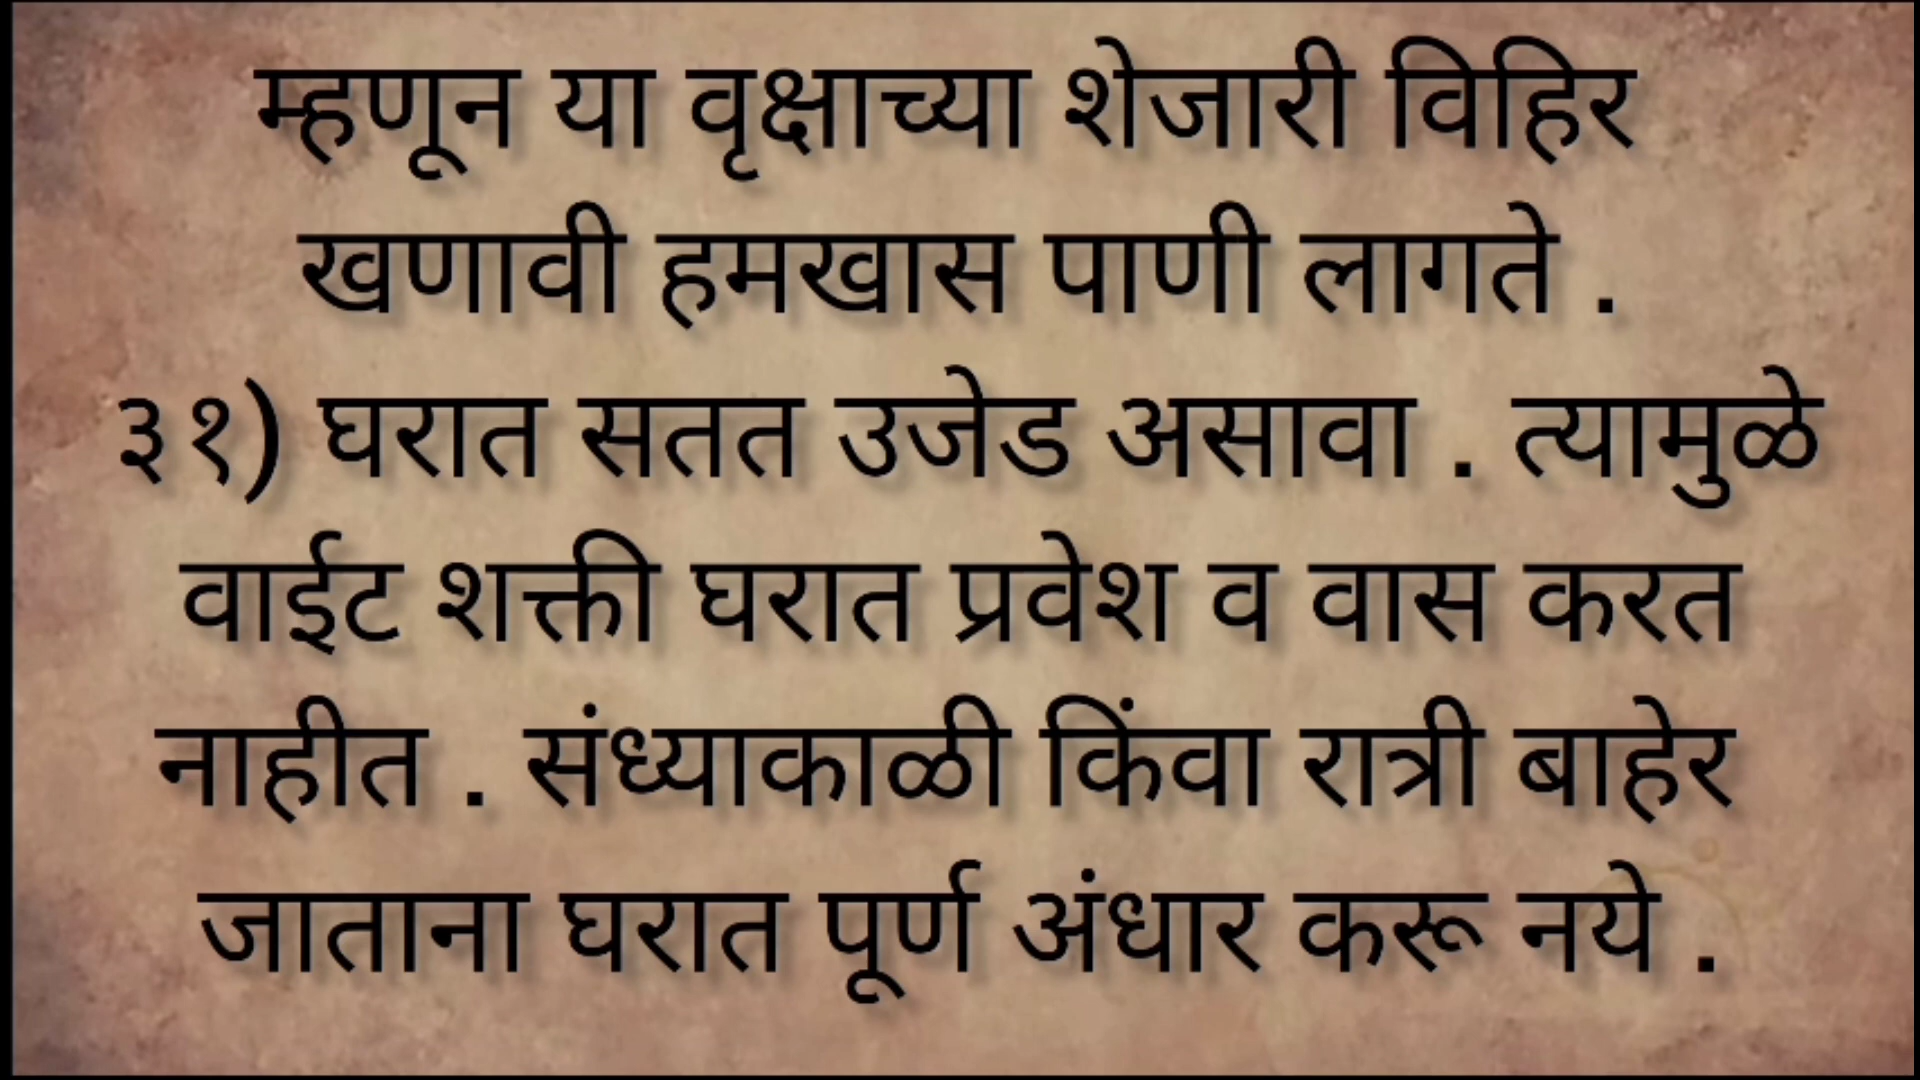 म्हणून या वृक्षाच्या शेजारी विहिर
खणावी हमखास पाणी लागते .
३१) घरात सतत उजेड असावा . त्यामुळे
वाईट शक्ती घरात प्रवेश व वास करत
नाहीत . संध्याकाळी किंवा रात्री बाहेर
जाताना घरात पूर्ण अंधार करू नये .